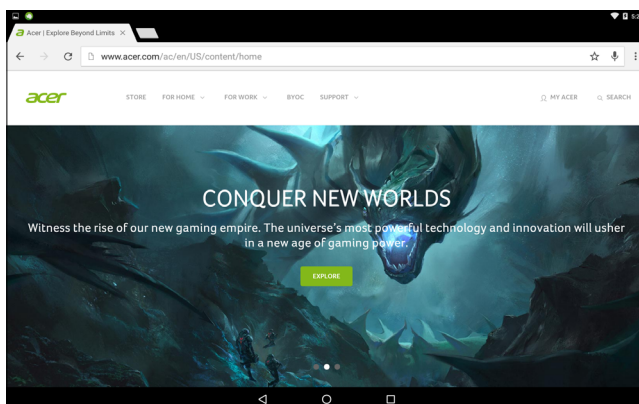 5:2
Acer | Explore Beyond Limits
www.acer.com/ac/en/US/content/home
acer
STORE FOR HOME FOR WORK BYOC SUPPORT MY ACER SEARCH
CONQUER NEW WORLDS
Witness the rise of our new gaming empire. The universe's most powerful technology and innovation will usher
in a new age of gaming power.
EXPLORE